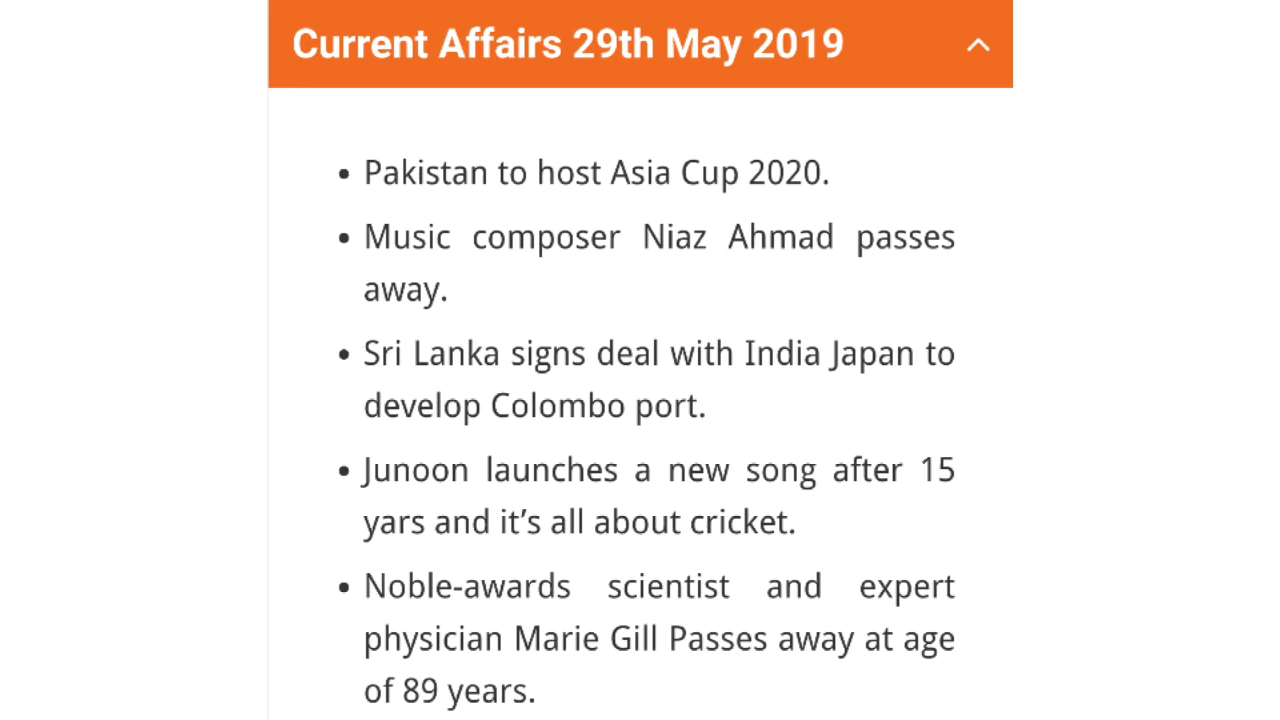 Current Affairs 29th May 2019
• Pakistan to host Asia Cup 2020.
• Music composer Niaz Ahmad passes
away.
• Sri Lanka signs deal with India Japan to
develop Colombo port.
• Junoon launches a new song after 15
yars and it’s all about cricket.
• Noble-awards scientist and expert
physician Marie Gill Passes away at age
of 89 years.